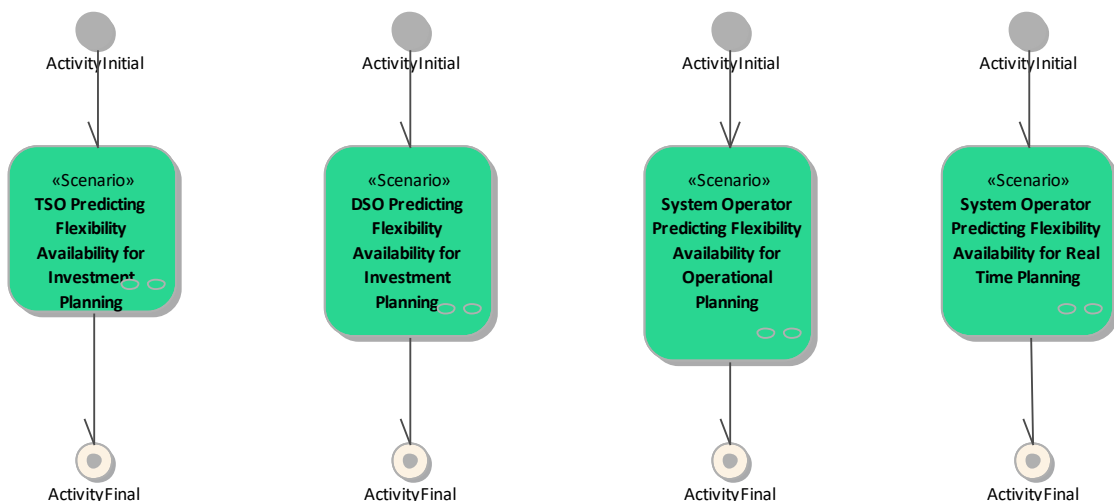 ActivityInitial
ActivityInitial
ActivityInitial
ActivityInitial
«Scenario»
TSO Predicting
Flexibility
Availability for
Investment
Planning
«Scenario»
DSO Predicting
Flexibility
Availability for
Investment
Planning
«Scenario»
System Operator
Predicting Flexibility
Availability for
Operational
Planning
«Scenario»
System Operator
Predicting Flexibility
Availability for Real
Time Planning
ActivityFinal
ActivityFinal
ActivityFinal
ActivityFinal